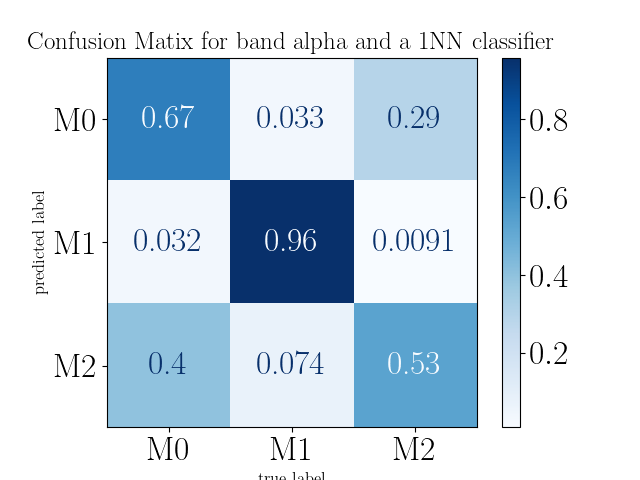 Confusion Matix for band alpha and a 1NN classifier
M0 0.67 0.033 0.29
M1 0.032 0.96 0.0091
M2 0.4 0.074 0.53
M0 M1 M2
predicted label
true label
0.8
0.6
0.4
0.2